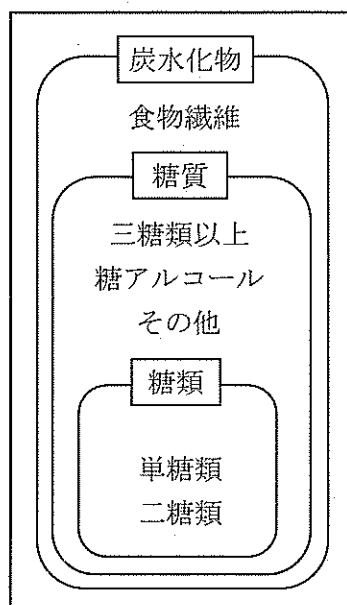 炭水化物
食物繊維
糖質
三糖類以上
糖アルコール
その他
糖類
単糖類
二糖類